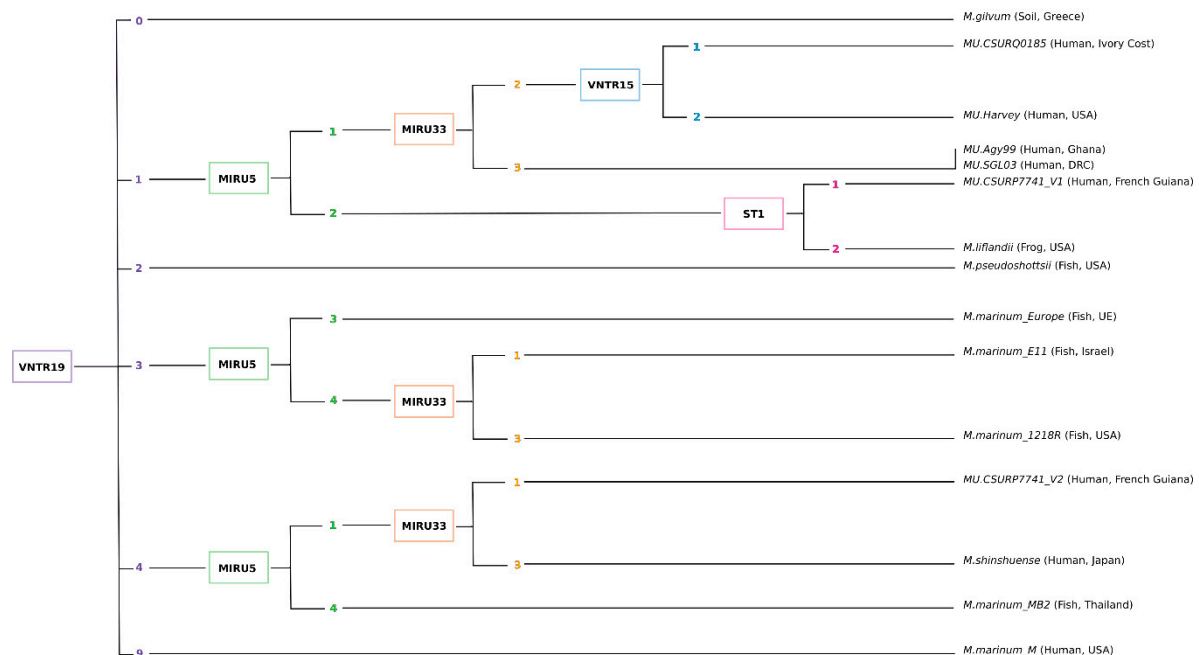 0
M.gilvum (Soil, Greece)
1
MU.CSURQ0185 (Human, Ivory Cost)
2
VNTR15
1
MIRU33
2
MU.Harvey (Human, USA)
MU.Agy99 (Human, Ghana)
3
MU.SGL03 (Human, DRC)
1
MIRU5
1
MU.CSURP7741_V1 (Human, French Guiana)
2
ST1
2
M.liflandii (Frog, USA)
2
M.pseudoshottsii (Fish, USA)
3
M.marinum_Europe (Fish, UE)
VNTR19
3
MIRU5
1
M.marinum_E11 (Fish, Israel)
4
MIRU33
3
M.marinum_1218R (Fish, USA)
1
MU.CSURP7741_V2 (Human, French Guiana)
1
MIRU33
3
M.shinshuense (Human, Japan)
4
MIRU5
4
M.marinum_MB2 (Fish, Thailand)
9
M.marinum_M (Human, USA)